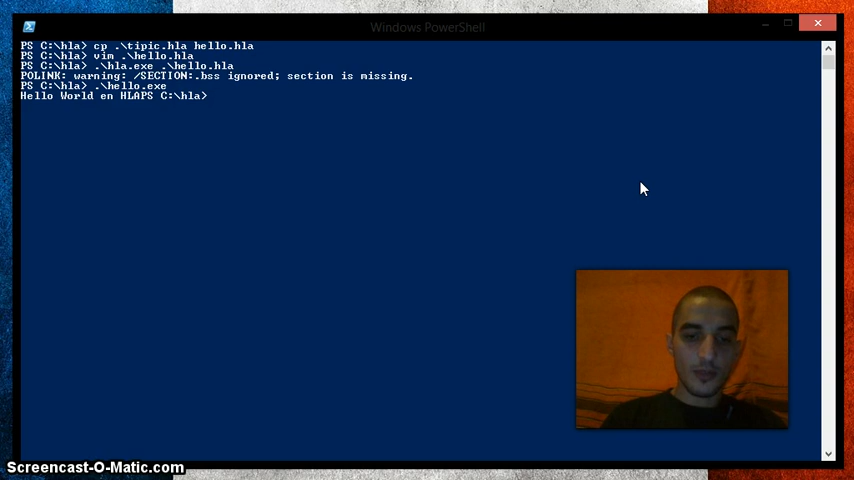 Windows PowerShell
PS C:\hla> cp .\tipic.hla hello.hla
PS C:\hla> vim .\hello.hla
PS C:\hla> .\hla.exe .\hello.hla
POLINK: warning: /SECTION:.bss ignored; section is missing.
PS C:\hla> .\hello.exe
Hello World en HLAPS C:\hla>
Screencast-O-Matic.com